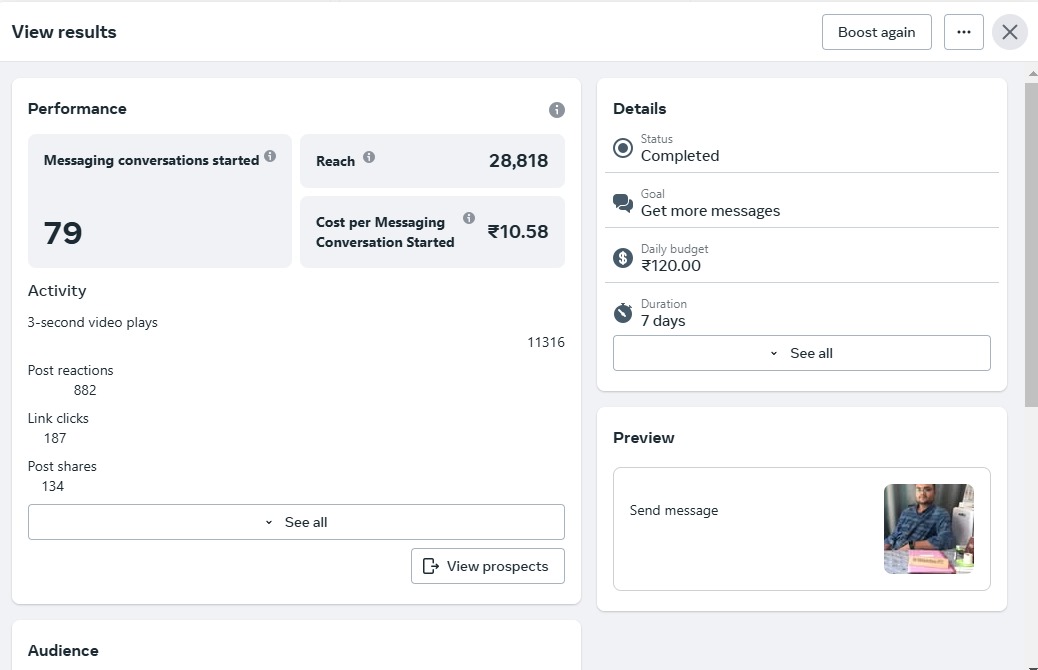 View results
Boost again
Performance
Messaging conversations started
79
Reach
28,818
Cost per Messaging
Conversation Started
₹10.58
Activity
3-second video plays
11316
Post reactions
882
Link clicks
187
Post shares
134
See all
View prospects
Audience
Details
Status
Completed
Goal
Get more messages
Daily budget
₹120.00
Duration
7 days
See all
Preview
Send message